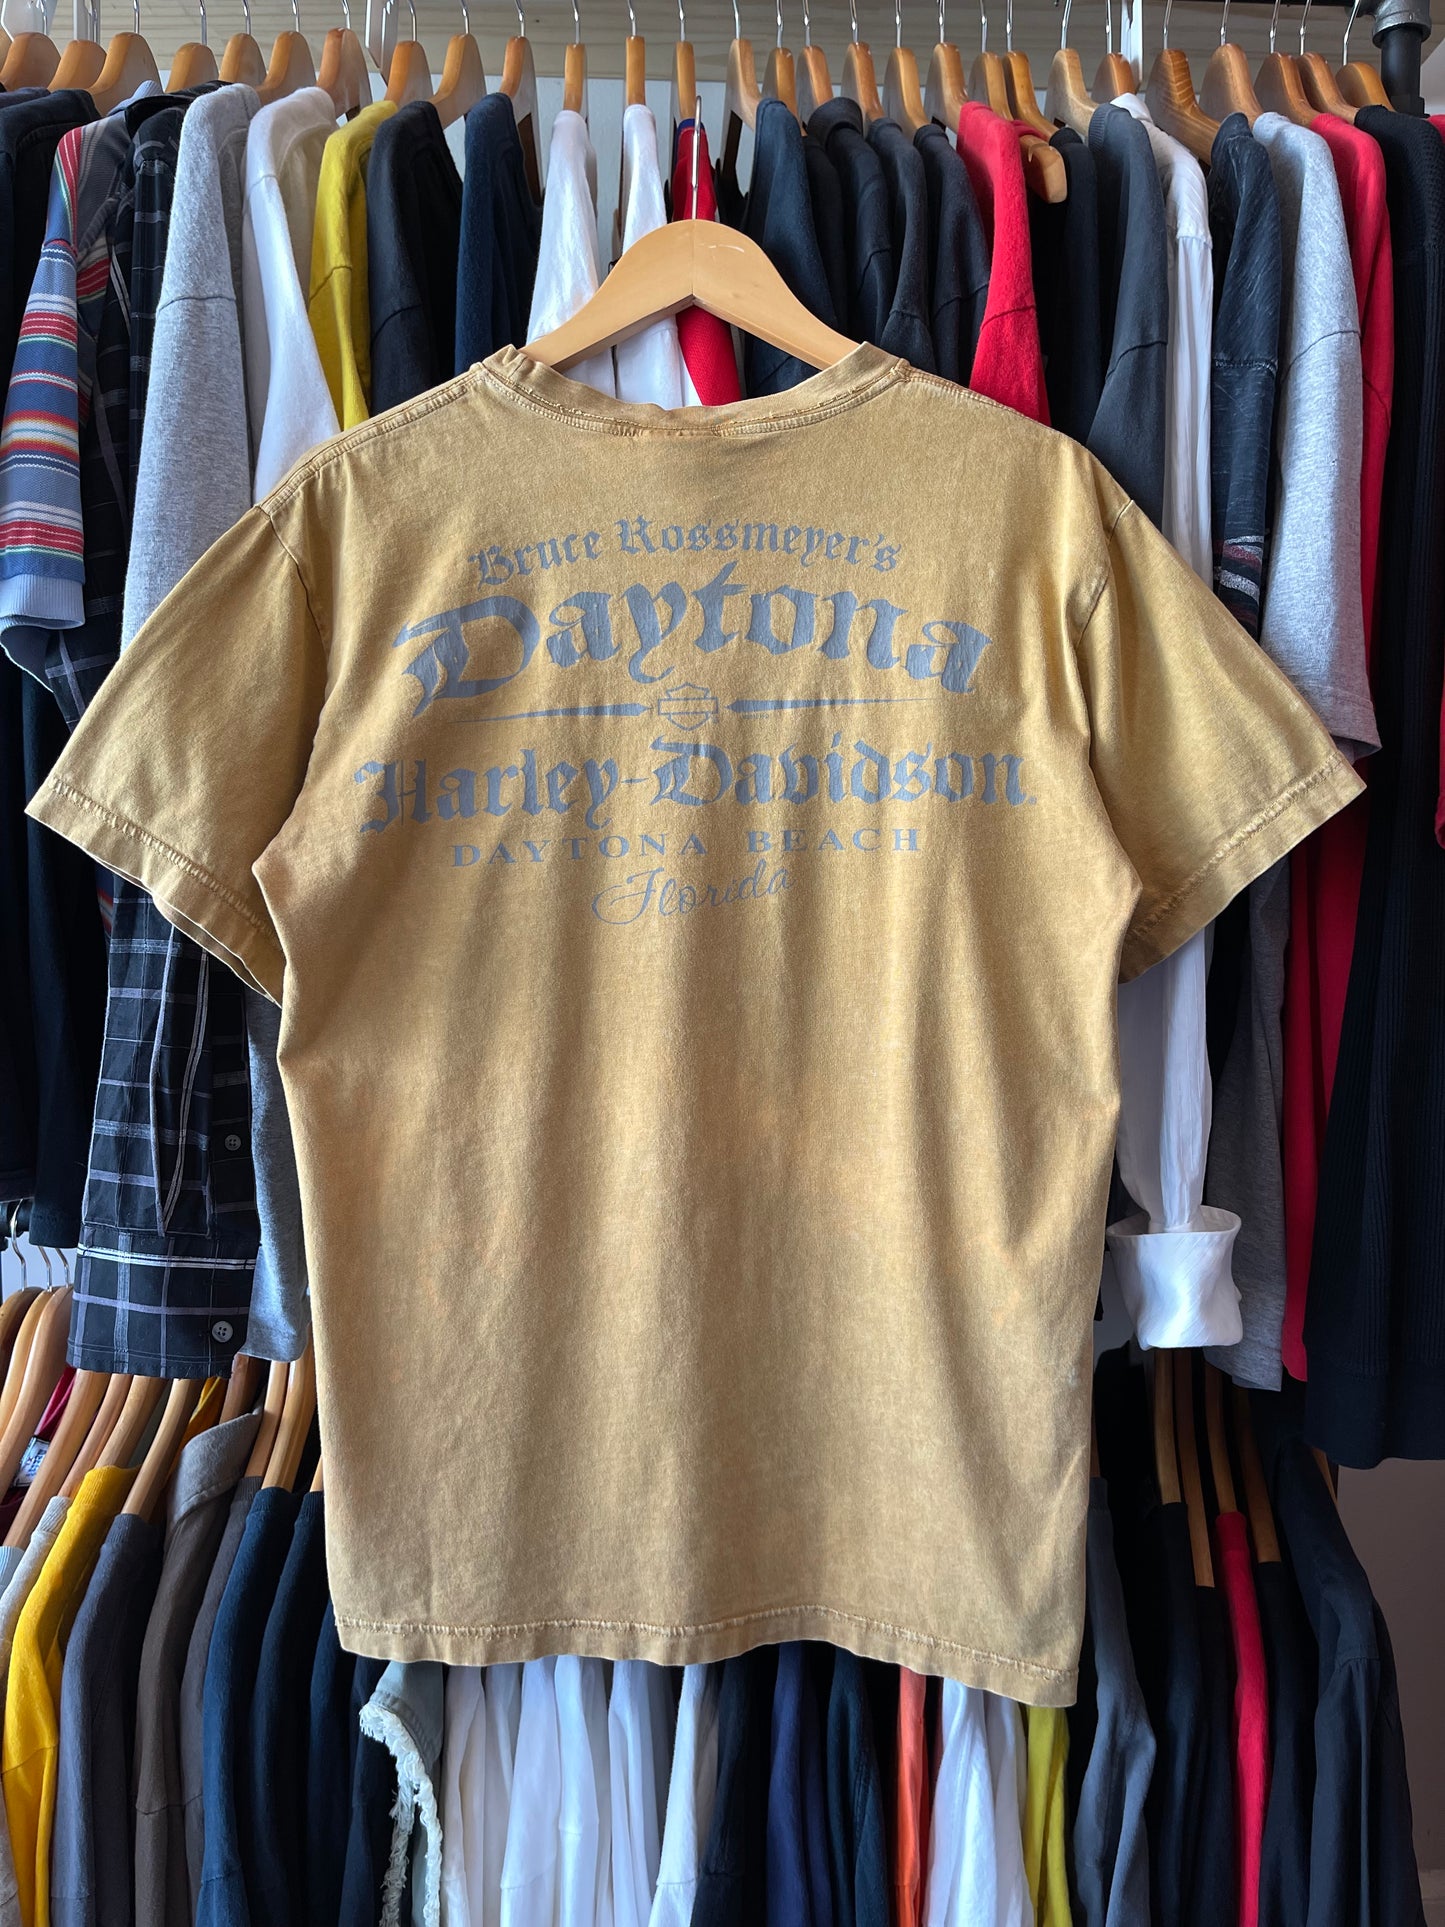 Bruce Rossmeyer's
Daytona
Harley-Davidson®
DAYTONA BEACH
Florida